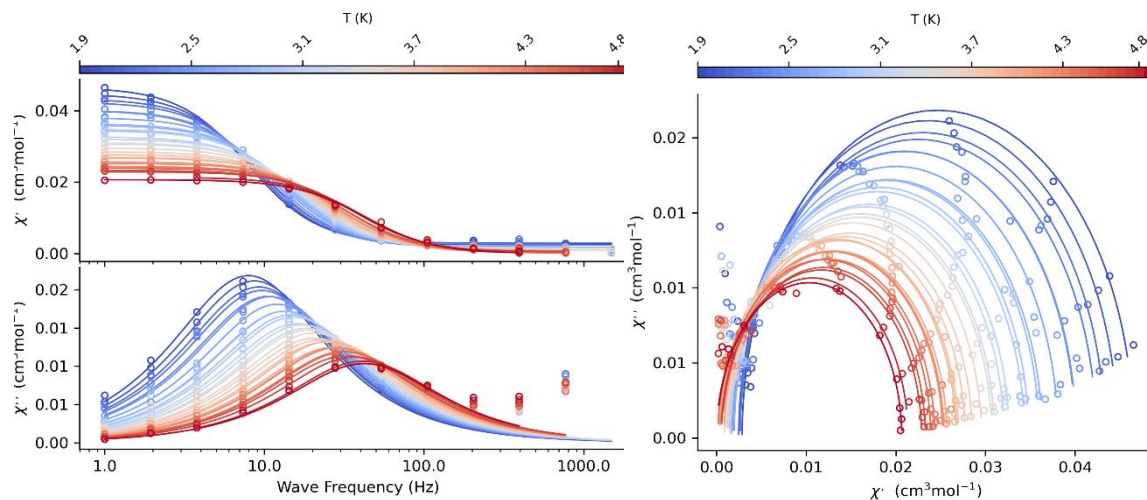 T (K)
1.9 2.5 3.1 3.7 4.3 4.8
0.04
0.02
0.00
χ' (cm³mol⁻¹)
0.02
0.01
0.01
0.00
χ'' (cm³mol⁻¹)
1.0 10.0 100.0 1000.0
Wave Frequency (Hz)
T (K)
1.9 2.5 3.1 3.7 4.3 4.8
0.02
0.01
0.01
0.01
0.00
χ'' (cm³mol⁻¹)
0.00 0.01 0.02 0.03 0.04
χ' (cm³mol⁻¹)